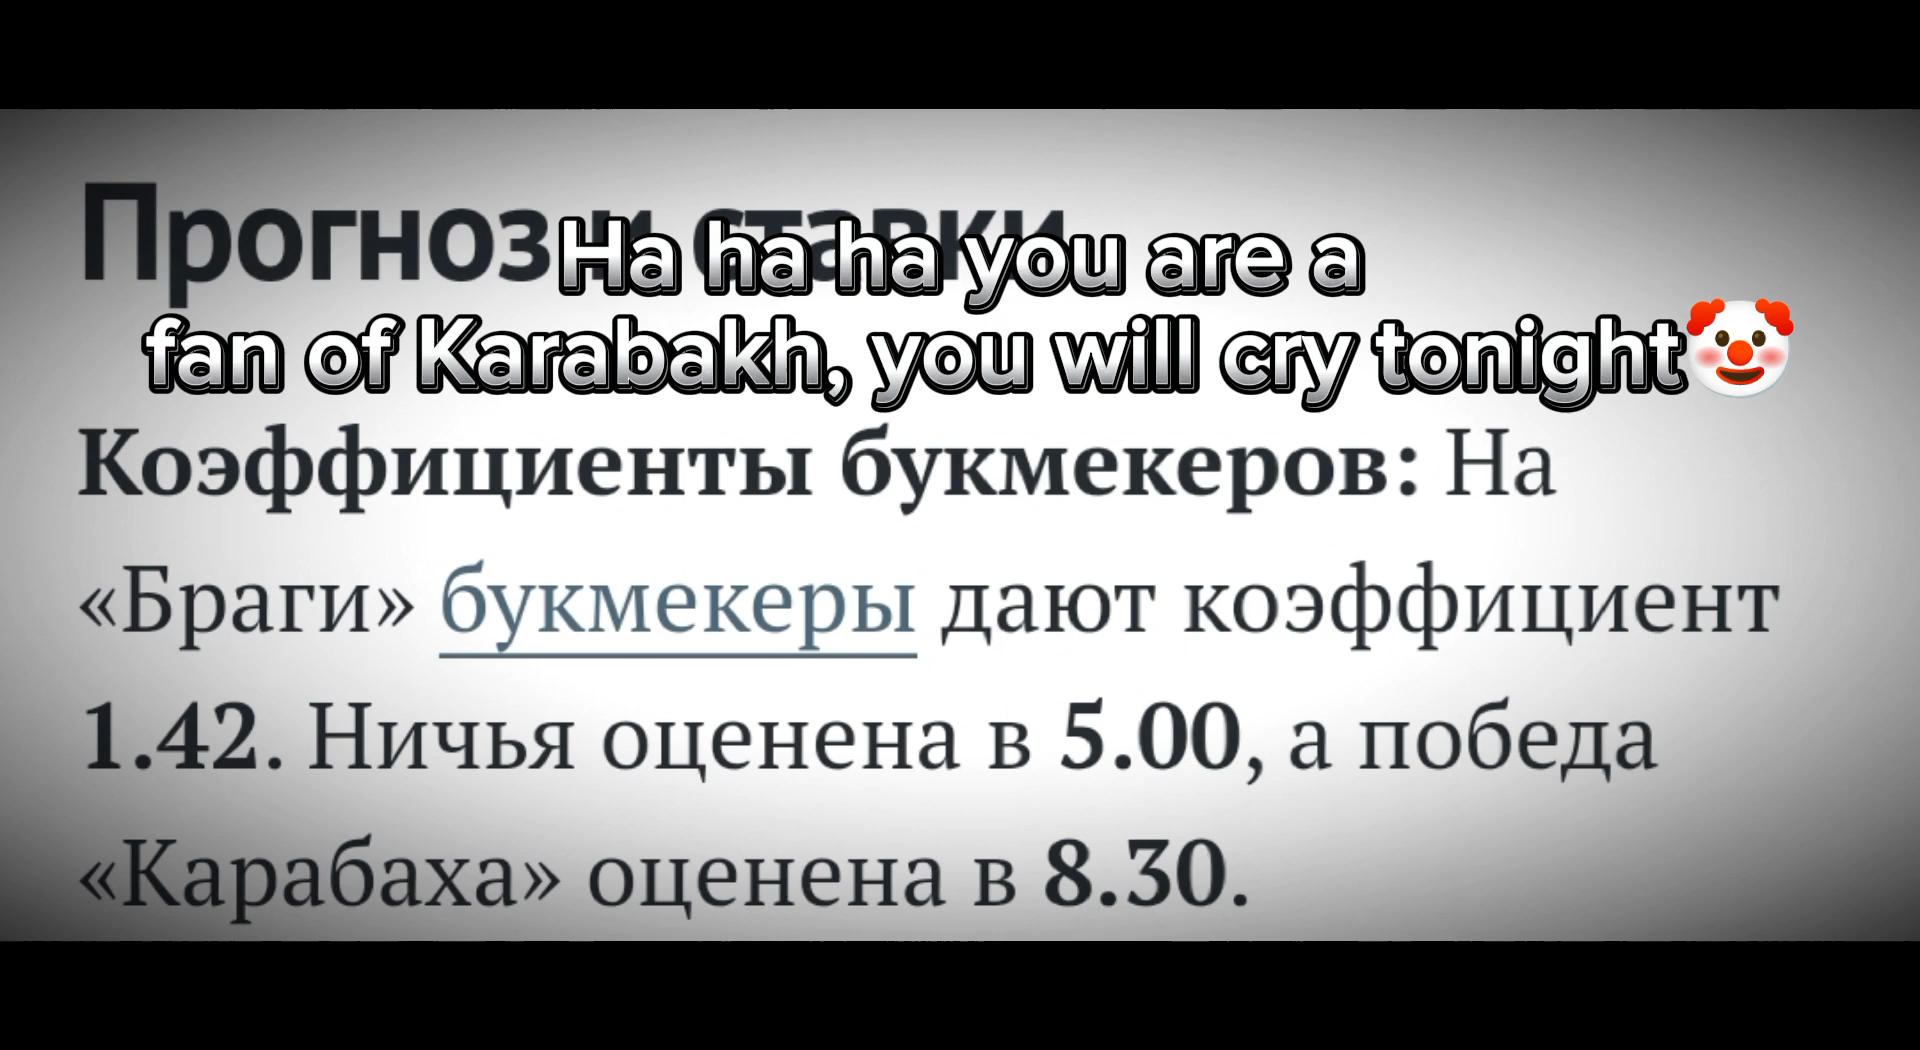 Прогноз и ставки
Ha ha ha you are a
fan of Karabakh, you will cry tonight🤡
Коэффициенты букмекеров: На
«Браги» букмекеры дают коэффициент
1.42. Ничья оценена в 5.00, а победа
«Карабаха» оценена в 8.30.